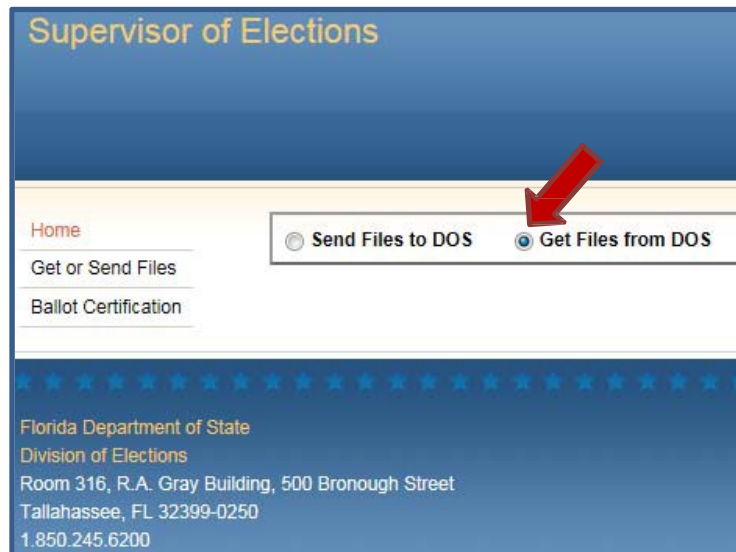 Supervisor of Elections
Home
Send Files to DOS Get Files from DOS
Get or Send Files
Ballot Certification
Florida Department of State
Division of Elections
Room 316, R.A. Gray Building, 500 Bronough Street
Tallahassee, FL 32399-0250
1.850.245.6200